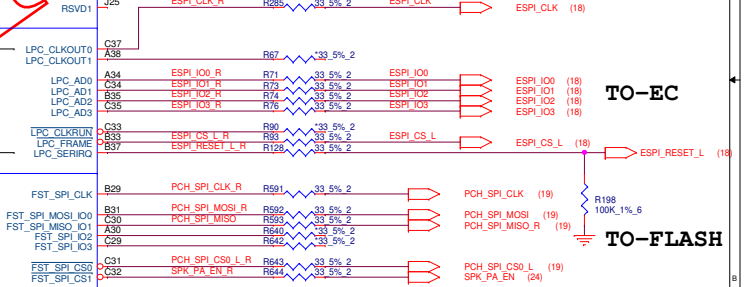 RSVD1 J25 ESPI_CLK_R R285 33_5%_2 ESPI_CLK ESPI_CLK (18)
LPC_CLKOUT0 C37
LPC_CLKOUT1 A38 R67 *33_5%_2
LPC_AD0 A34 ESPI_IO0_R R71 33_5%_2 ESPI_IO0 ESPI_IO0 (18)
LPC_AD1 C34 ESPI_IO1_R R73 33_5%_2 ESPI_IO1 ESPI_IO1 (18)
LPC_AD2 B35 ESPI_IO2_R R74 33_5%_2 ESPI_IO2 ESPI_IO2 (18)
LPC_AD3 C35 ESPI_IO3_R R76 33_5%_2 ESPI_IO3 ESPI_IO3 (18)
TO-EC
LPC_CLKRUN C33 R90 *33_5%_2
LPC_FRAME B33 ESPI_CS_L_R R93 33_5%_2 ESPI_CS_L ESPI_CS_L (18)
LPC_SERIRQ B37 ESPI_RESET_L_R R128 33_5%_2 ESPI_RESET_L (18)
FST_SPI_CLK B29 PCH_SPI_CLK_R R591 33_5%_2 PCH_SPI_CLK (19)
R198
100K_1%_6
FST_SPI_MOSI_IO0 B31 PCH_SPI_MOSI_R R592 33_5%_2 PCH_SPI_MOSI (19)
FST_SPI_MISO_IO1 C30 PCH_SPI_MISO R593 33_5%_2 PCH_SPI_MISO_R (19)
FST_SPI_IO2 A30 R640 *33_5%_2
FST_SPI_IO3 C29 R642 *33_5%_2
TO-FLASH
FST_SPI_CS0 C31 PCH_SPI_CS0_L_R R643 33_5%_2 PCH_SPI_CS0_L (19)
FST_SPI_CS1 C32 SPK_PA_EN_R R644 33_5%_2 SPK_PA_EN (24)
B